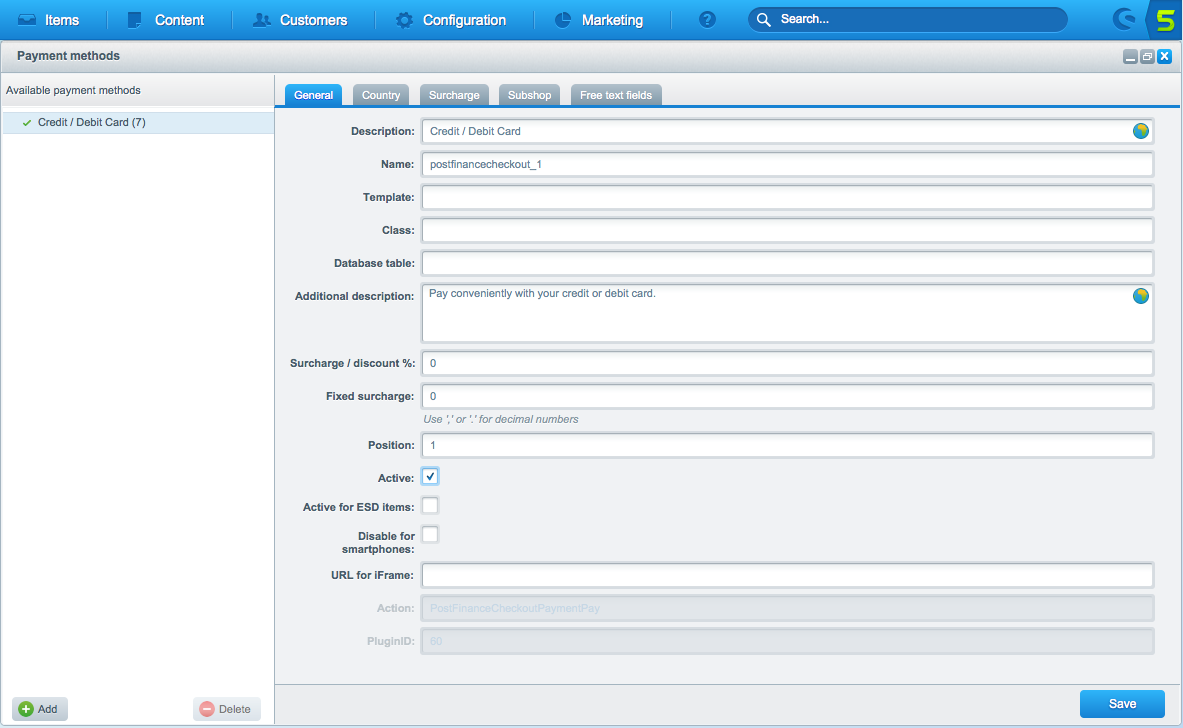 Items Content Customers Configuration Marketing ? Search... 5
Payment methods
Available payment methods
General Country Surcharge Subshop Free text fields
Credit / Debit Card (7)
Description: Credit / Debit Card
Name: postfinancecheckout_1
Template:
Class:
Database table:
Additional description: Pay conveniently with your credit or debit card.
Surcharge / discount %: 0
Fixed surcharge: 0
Use ',' or '.' for decimal numbers
Position: 1
Active:
Active for ESD items:
Disable for
smartphones:
URL for iFrame:
Action: PostFinanceCheckoutPaymentPay
PluginID: 60
Add Delete Save